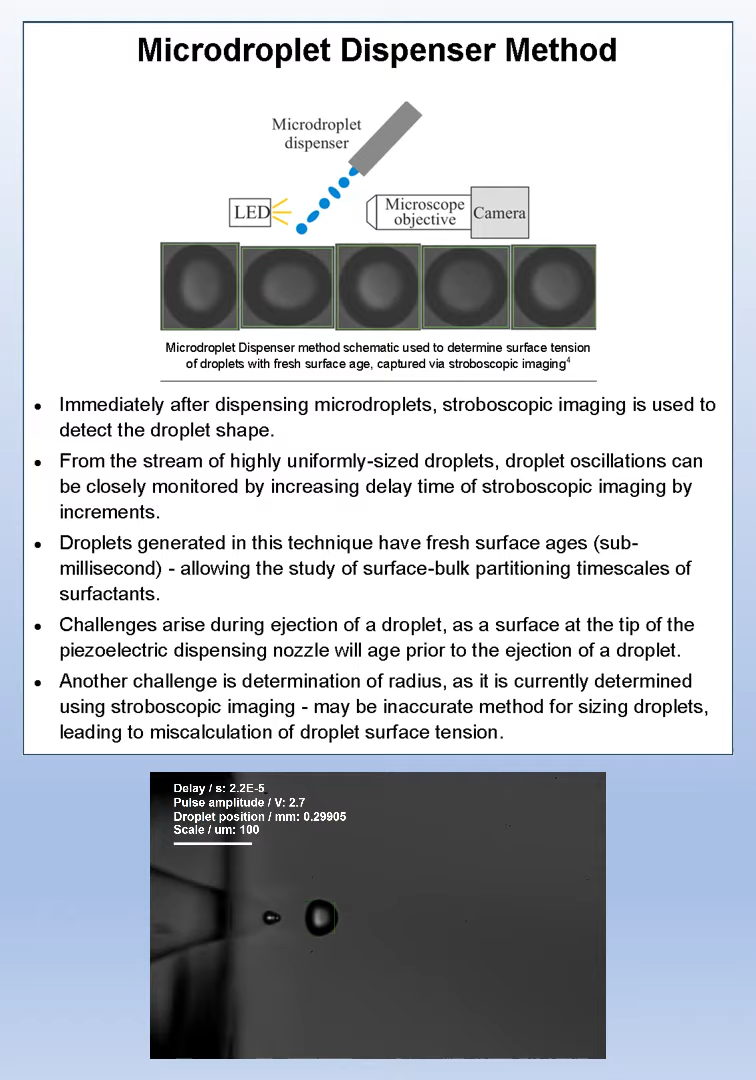 Microdroplet Dispenser Method
Microdroplet
dispenser
LED
Microscope
objective
Camera
Microdroplet Dispenser method schematic used to determine surface tension
of droplets with fresh surface age, captured via stroboscopic imaging4
• Immediately after dispensing microdroplets, stroboscopic imaging is used to
detect the droplet shape.
• From the stream of highly uniformly-sized droplets, droplet oscillations can
be closely monitored by increasing delay time of stroboscopic imaging by
increments.
• Droplets generated in this technique have fresh surface ages (sub-
millisecond) - allowing the study of surface-bulk partitioning timescales of
surfactants.
• Challenges arise during ejection of a droplet, as a surface at the tip of the
piezoelectric dispensing nozzle will age prior to the ejection of a droplet.
• Another challenge is determination of radius, as it is currently determined
using stroboscopic imaging - may be inaccurate method for sizing droplets,
leading to miscalculation of droplet surface tension.
Delay / s: 2.2E-5
Pulse amplitude / V: 2.7
Droplet position / mm: 0.29905
Scale / um: 100